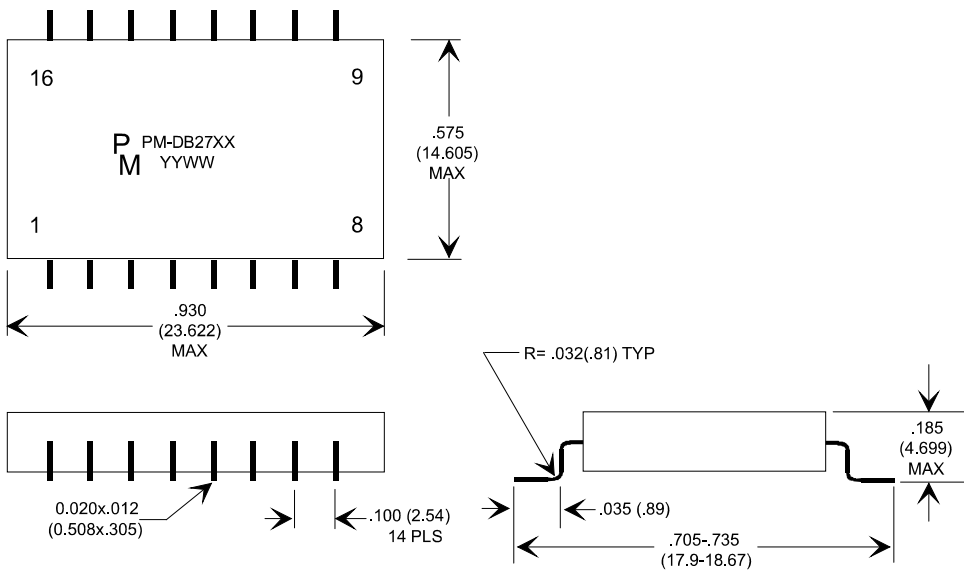 16
9
P
M
PM-DB27XX
YYWW
1
8
.575
(14.605)
MAX
.930
(23.622)
MAX
R= .032(.81) TYP
.185
(4.699)
MAX
0.020x.012
(0.508x.305)
.100 (2.54)
14 PLS
.035 (.89)
.705-.735
(17.9-18.67)